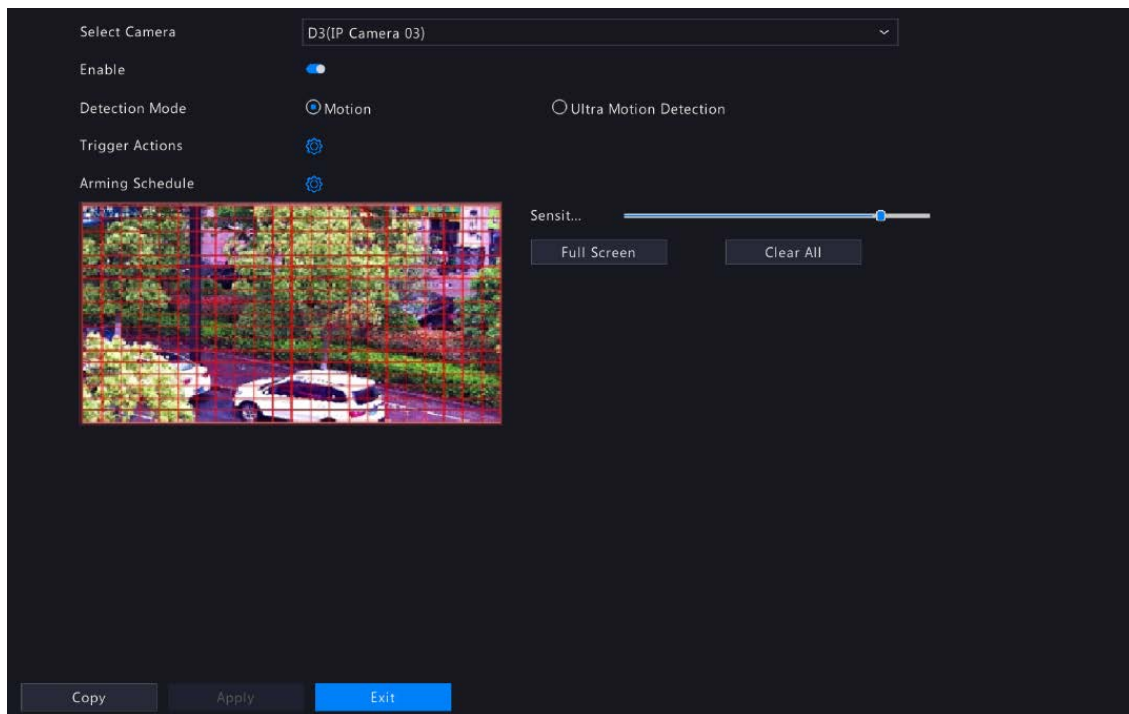 Select Camera D3(IP Camera 03)
Enable
Detection Mode Motion Ultra Motion Detection
Trigger Actions
Arming Schedule
Sensit...
Full Screen Clear All
Copy Apply Exit